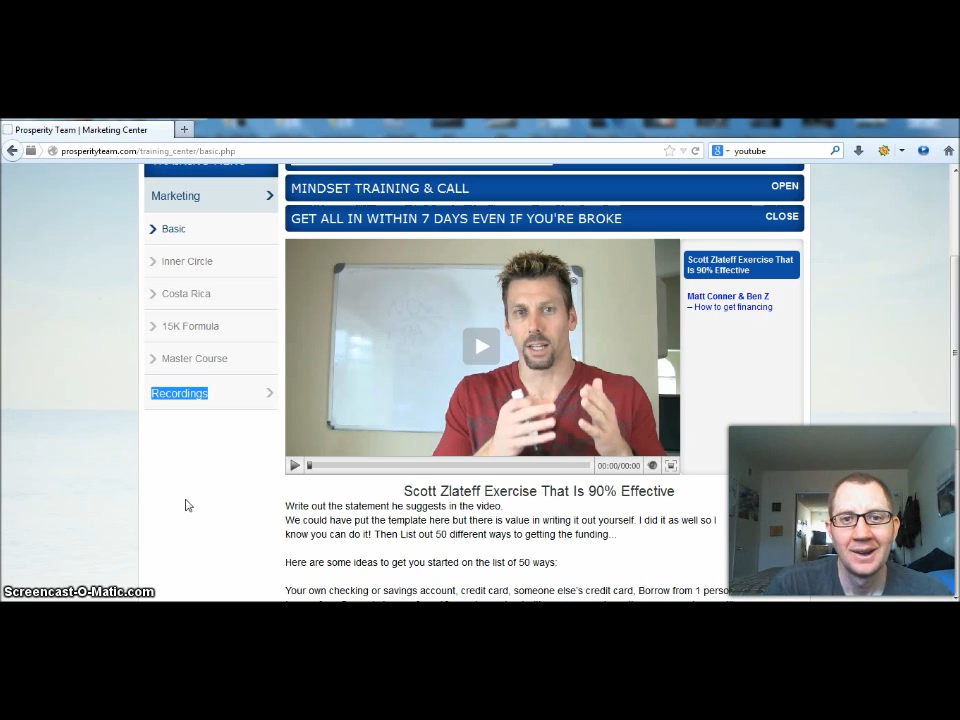 Prosperity Team | Marketing Center
prosperityteam.com/training_center/basic.php
youtube
Marketing
Basic
Inner Circle
Costa Rica
15K Formula
Master Course
Recordings
MINDSET TRAINING & CALL OPEN
GET ALL IN WITHIN 7 DAYS EVEN IF YOU'RE BROKE CLOSE
Scott Zlateff Exercise That
Is 90% Effective
Matt Conner & Ben Z
– How to get financing
00:00/00:00
Scott Zlateff Exercise That Is 90% Effective
Write out the statement he suggests in the video.
We could have put the template here but there is value in writing it out yourself. I did it as well so I
know you can do it! Then List out 50 different ways to getting the funding...
Here are some ideas to get you started on the list of 50 ways:
Your own checking or savings account, credit card, someone else's credit card, Borrow from 1 perso
Screencast-O-Matic.com